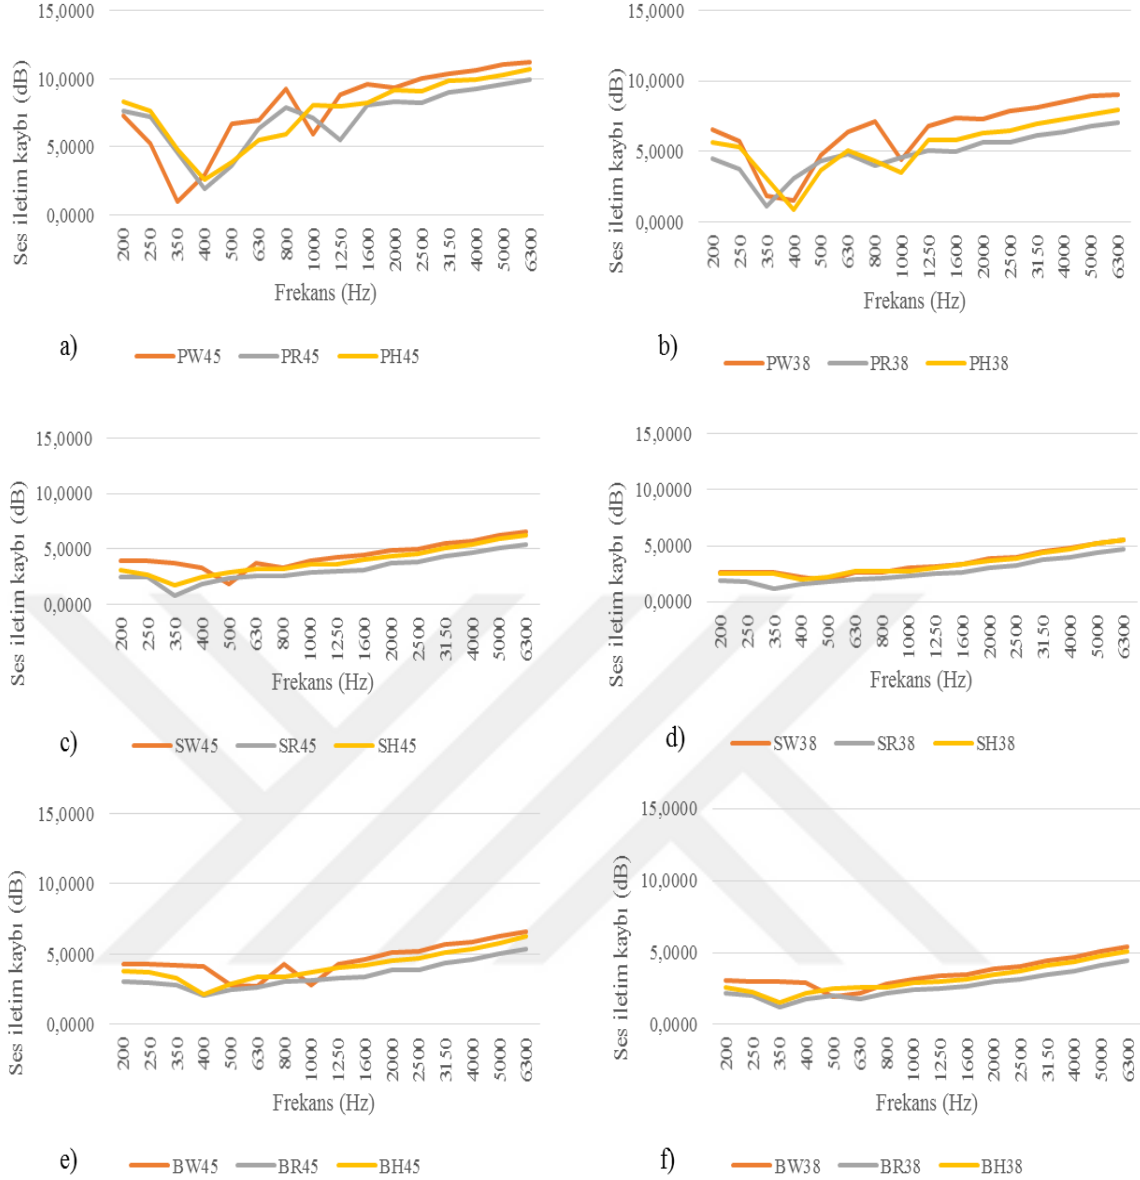 15,0000
10,0000
5,0000
0,0000
Ses iletim kaybı (dB)
200 250 350 400 500 630 800 1000 1250 1600 2000 2500 3150 4000 5000 6300
Frekans (Hz)
a)
PW45 PR45 PH45
15,0000
10,0000
5,0000
0,0000
Ses iletim kaybı (dB)
200 250 350 400 500 630 800 1000 1250 1600 2000 2500 3150 4000 5000 6300
Frekans (Hz)
b)
PW38 PR38 PH38
15,0000
10,0000
5,0000
0,0000
Ses iletim kaybı (dB)
200 250 350 400 500 630 800 1000 1250 1600 2000 2500 3150 4000 5000 6300
Frekans (Hz)
c)
SW45 SR45 SH45
15,0000
10,0000
5,0000
0,0000
Ses iletim kaybı (dB)
200 250 350 400 500 630 800 1000 1250 1600 2000 2500 3150 4000 5000 6300
Frekans (Hz)
d)
SW38 SR38 SH38
15,0000
10,0000
5,0000
0,0000
Ses iletim kaybı (dB)
200 250 350 400 500 630 800 1000 1250 1600 2000 2500 3150 4000 5000 6300
Frekans (Hz)
e)
BW45 BR45 BH45
15,0000
10,0000
5,0000
0,0000
Ses iletim kaybı (dB)
200 250 350 400 500 630 800 1000 1250 1600 2000 2500 3150 4000 5000 6300
Frekans (Hz)
f)
BW38 BR38 BH38